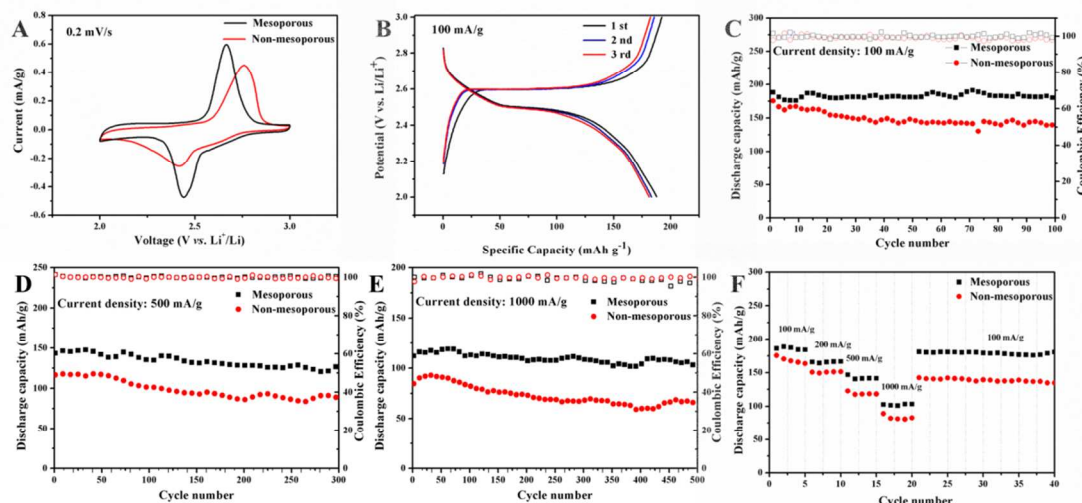 A
0.2 mV/s
Mesoporous
Non-mesoporous
0.8
0.6
0.4
0.2
0.0
-0.2
-0.4
-0.6
Current (mA/g)
2.0
2.5
3.0
Voltage (V vs. Li⁺/Li)
B
100 mA/g
1 st
2 nd
3 rd
3.0
2.8
2.6
2.4
2.2
2.0
Potential (V vs. Li/Li⁺)
0
50
100
150
200
Specific Capacity (mAh g⁻¹)
C
Current density: 100 mA/g
Mesoporous
Non-mesoporous
300
250
200
150
100
50
0
Discharge capacity (mAh/g)
100
80
60
40
20
0
Coulombic Efficiency (%)
0 10 20 30 40 50 60 70 80 90 100
Cycle number
D
Current density: 500 mA/g
Mesoporous
Non-mesoporous
250
200
150
100
50
0
Discharge capacity (mAh/g)
100
80
60
40
20
0
Coulombic Efficiency (%)
0 50 100 150 200 250 300
Cycle number
E
Current density: 1000 mA/g
Mesoporous
Non-mesoporous
200
175
150
125
100
75
50
25
0
Discharge capacity (mAh/g)
100
80
60
40
20
0
Coulombic Efficiency (%)
0 50 100 150 200 250 300 350 400 450 500
Cycle number
F
Mesoporous
Non-mesoporous
100 mA/g
200 mA/g
500 mA/g
1000 mA/g
100 mA/g
300
250
200
150
100
50
0
Discharge capacity (mAh/g)
0 5 10 15 20 25 30 35 40
Cycle number